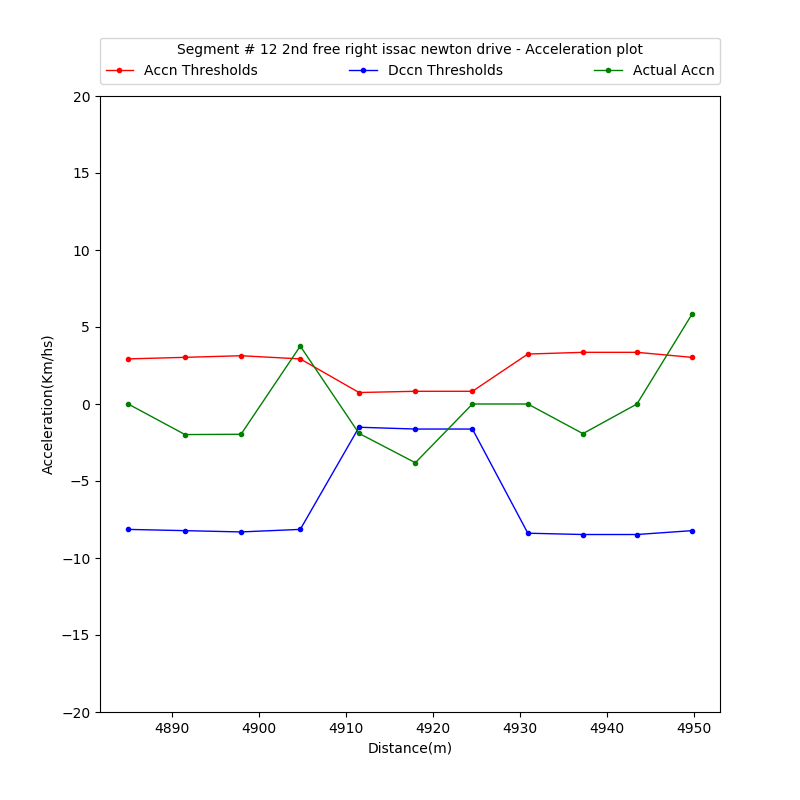 Segment # 12 2nd free right issac newton drive - Acceleration plot
Accn Thresholds Dccn Thresholds Actual Accn
20
15
10
5
0
−5
−10
−15
−20
Acceleration(Km/hs)
4890 4900 4910 4920 4930 4940 4950
Distance(m)